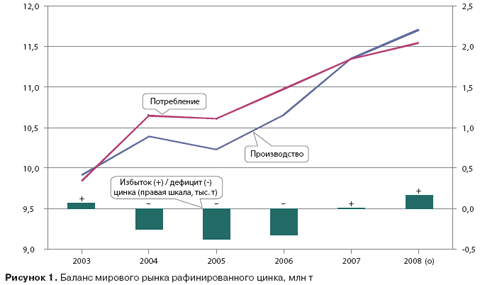 12,0
2,5
11,5
2,0
11,0
1,5
Потребление
10,5
1,0
Производство
10,0
0,5
Избыток (+) / дефицит (-)
цинка (правая шкала, тыс. т)
+ – – – + +
9,5
0,0
9,0
-0,5
2003 2004 2005 2006 2007 2008 (о)
Рисунок 1. Баланс мирового рынка рафинированного цинка, млн т